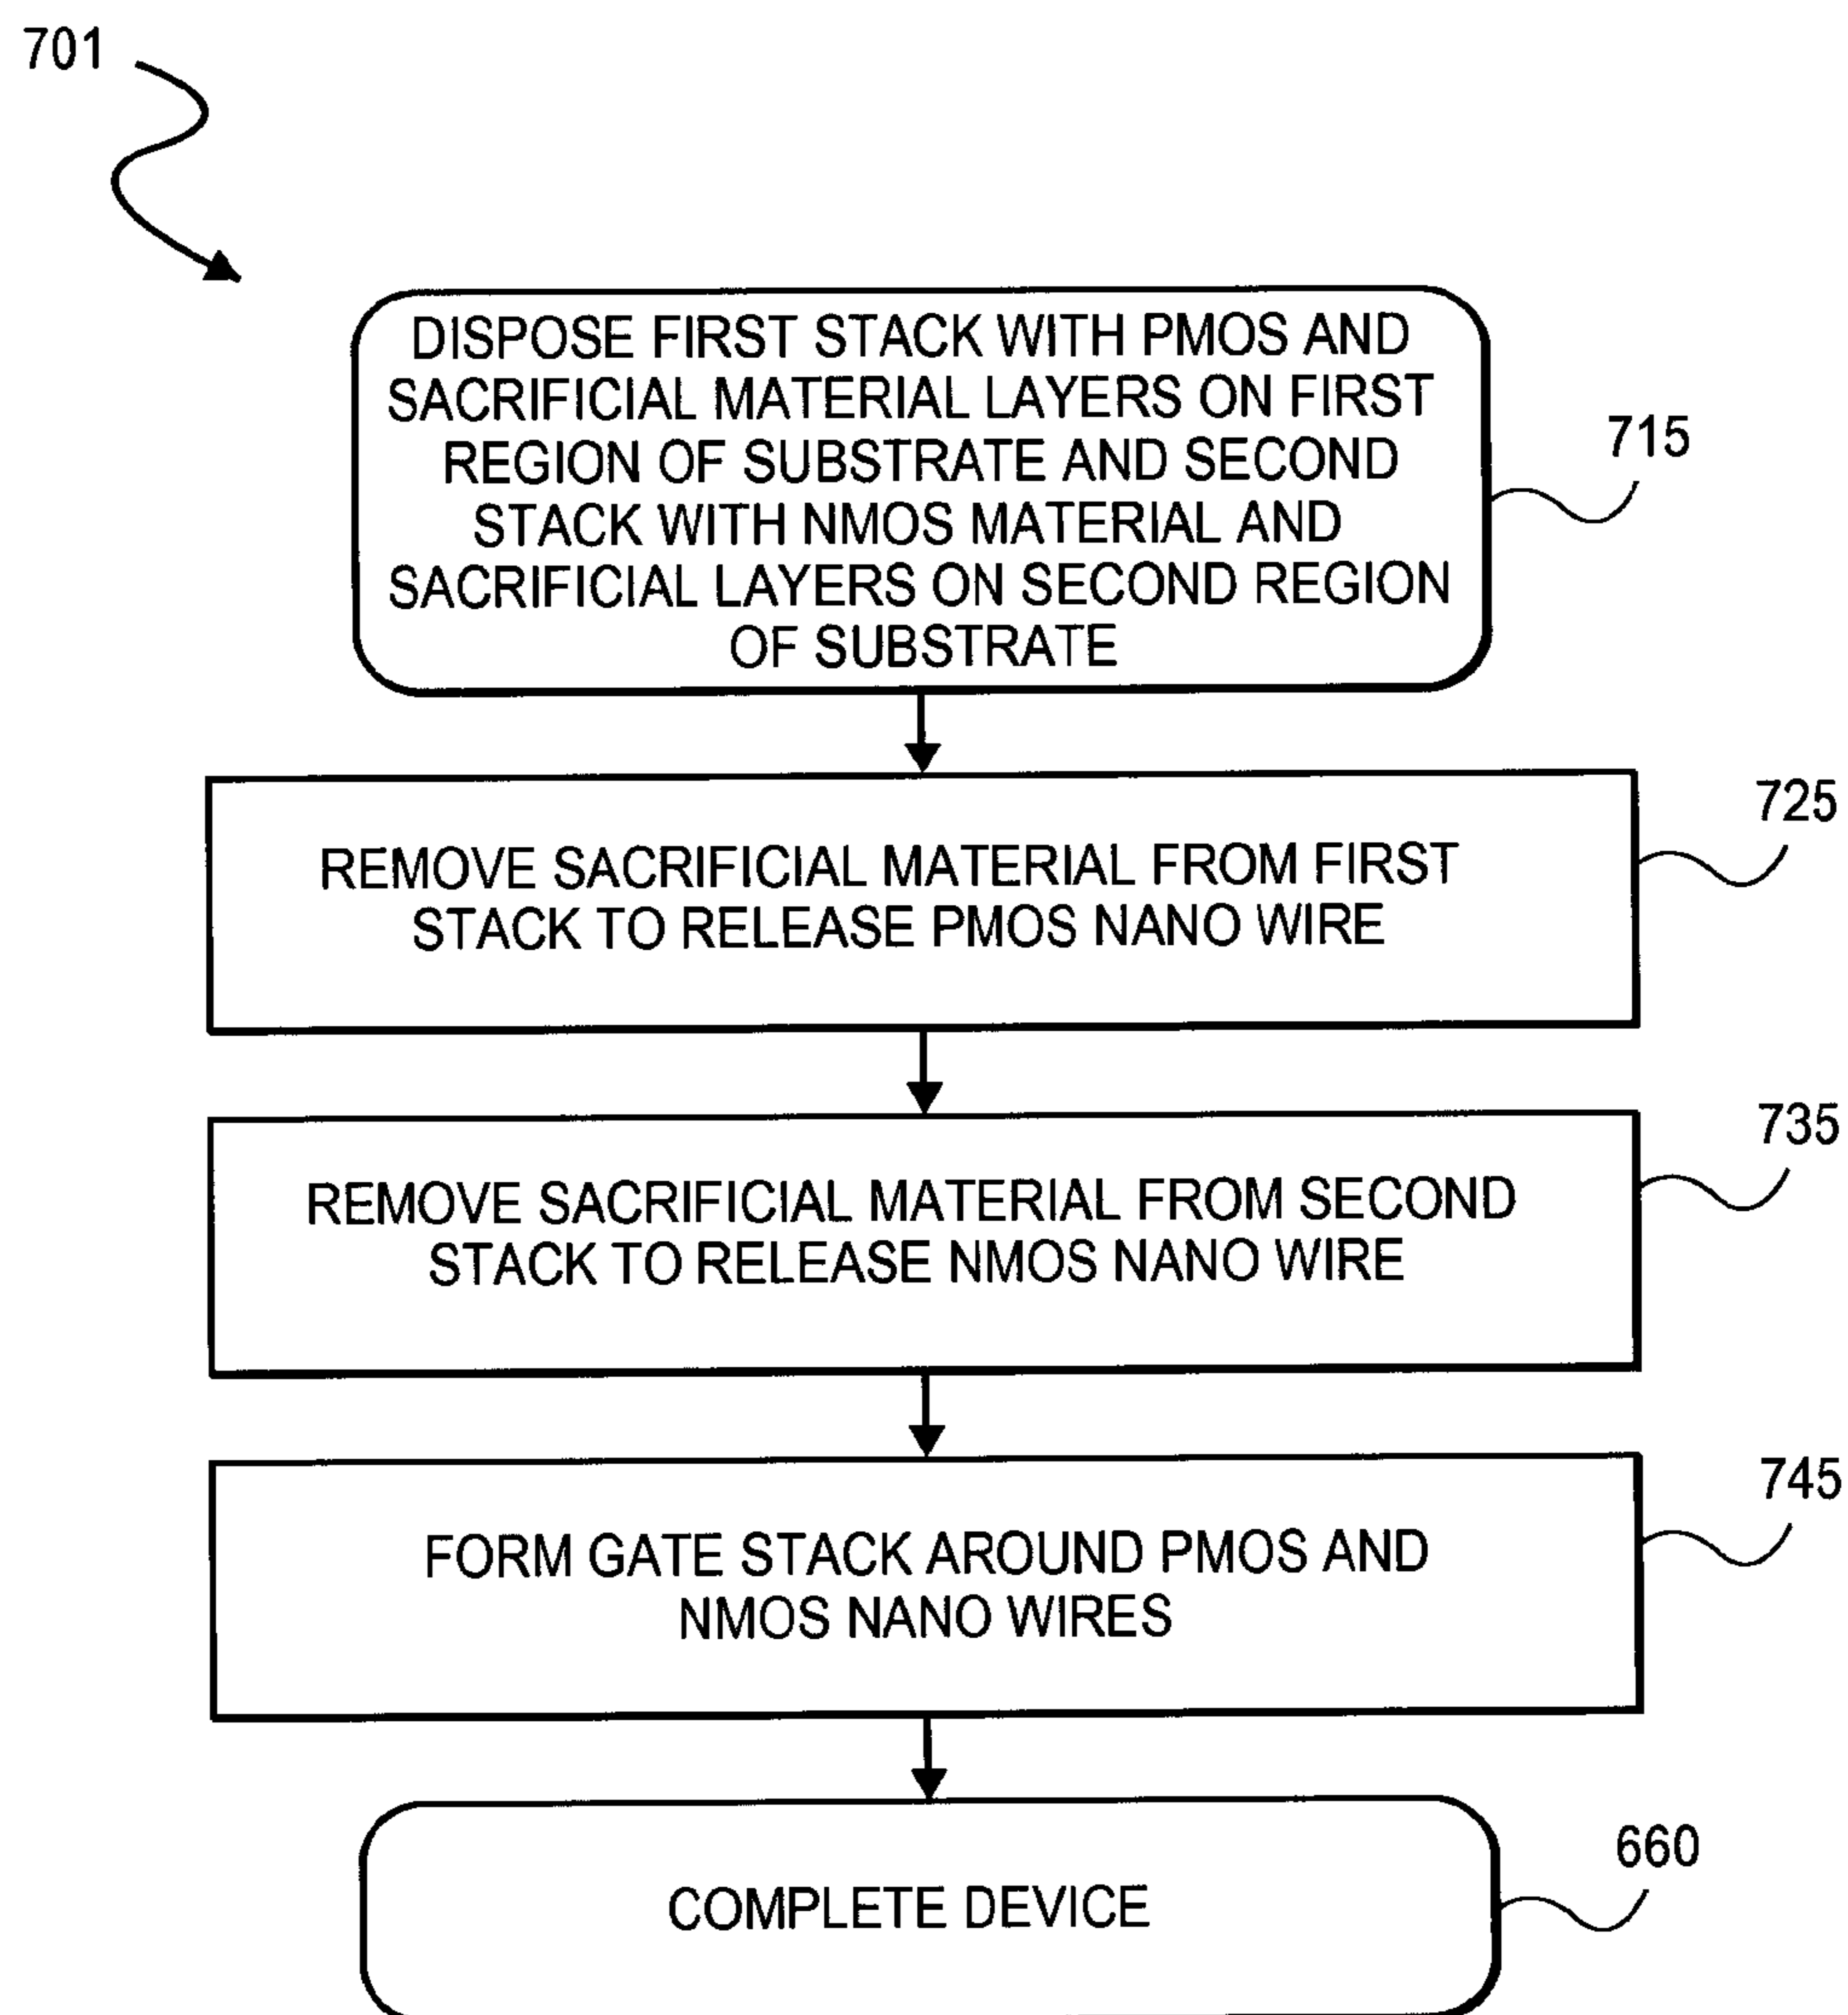 701
DISPOSE FIRST STACK WITH PMOS AND
SACRIFICIAL MATERIAL LAYERS ON FIRST
REGION OF SUBSTRATE AND SECOND
STACK WITH NMOS MATERIAL AND
SACRIFICIAL LAYERS ON SECOND REGION
OF SUBSTRATE
715
REMOVE SACRIFICIAL MATERIAL FROM FIRST
STACK TO RELEASE PMOS NANO WIRE
725
REMOVE SACRIFICIAL MATERIAL FROM SECOND
STACK TO RELEASE NMOS NANO WIRE
735
FORM GATE STACK AROUND PMOS AND
NMOS NANO WIRES
745
COMPLETE DEVICE
660